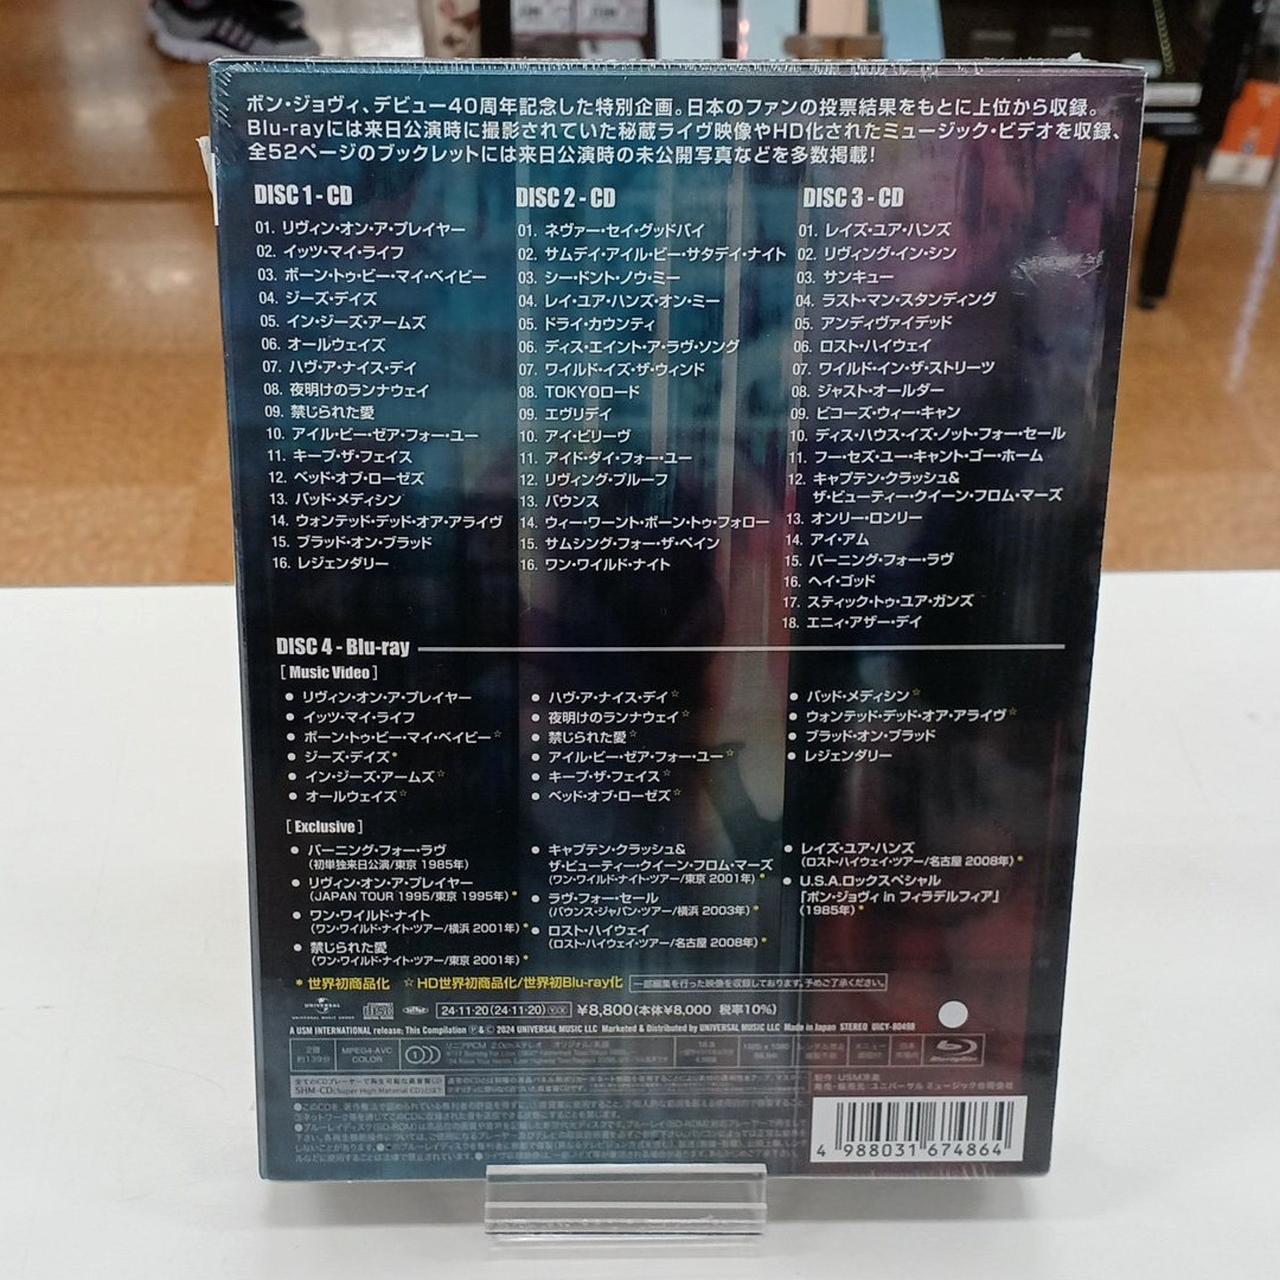 ボン・ジョヴィ、デビュー40周年記念した特別企画。日本のファンの投票結果をもとに上位から収録。
Blu-rayには来日公演時に撮影されていた秘蔵ライヴ映像やHD化されたミュージック・ビデオを収録、
全52ページのブックレットには来日公演時の未公開写真などを多数掲載!
DISC 1 - CD
01. リヴィン・オン・ア・プレイヤー
02. イッツ・マイ・ライフ
03. ボーン・トゥ・ビー・マイ・ベイビー
04. ジーズ・デイズ
05. イン・ジーズ・アームズ
06. オールウェイズ
07. ハヴ・ア・ナイス・デイ
08. 夜明けのランナウェイ
09. 禁じられた愛
10. アイル・ビー・ゼア・フォー・ユー
11. キープ・ザ・フェイス
12. ベッド・オブ・ローゼズ
13. バッド・メディシン
14. ウォンテッド・デッド・オア・アライヴ
15. ブラッド・オン・ブラッド
16. レジェンダリー
DISC 2 - CD
01. ネヴァー・セイ・グッドバイ
02. サムデイ・アイル・ビー・サタデイ・ナイト
03. シー・ドント・ノウ・ミー
04. レイ・ユア・ハンズ・オン・ミー
05. ドライ・カウンティ
06. ディス・エイント・ア・ラヴ・ソング
07. ワイルド・イズ・ザ・ウィンド
08. TOKYOロード
09. エヴリデイ
10. アイ・ビリーヴ
11. アイド・ダイ・フォー・ユー
12. リヴィング・プルーフ
13. バウンス
14. ウィー・ワーント・ボーン・トゥ・フォロー
15. サムシング・フォー・ザ・ペイン
16. ワン・ワイルド・ナイト
DISC 3 - CD
01. レイズ・ユア・ハンズ
02. リヴィング・イン・シン
03. サンキュー
04. ラスト・マン・スタンディング
05. アンディヴァイデッド
06. ロスト・ハイウェイ
07. ワイルド・イン・ザ・ストリーツ
08. ジャスト・オールダー
09. ビコーズ・ウィー・キャン
10. ディス・ハウス・イズ・ノット・フォー・セール
11. フー・セズ・ユー・キャント・ゴー・ホーム
12. キャプテン・クラッシュ&
ザ・ビューティー・クイーン・フロム・マーズ
13. オンリー・ロンリー
14. アイ・アム
15. バーニング・フォー・ラヴ
16. ヘイ・ゴッド
17. スティック・トゥ・ユア・ガンズ
18. エニィ・アザー・デイ
DISC 4 - Blu-ray
[ Music Video ]
● リヴィン・オン・ア・プレイヤー
● イッツ・マイ・ライフ
● ボーン・トゥ・ビー・マイ・ベイビー☆
● ジーズ・デイズ*
● イン・ジーズ・アームズ☆
● オールウェイズ☆
● ハヴ・ア・ナイス・デイ☆
● 夜明けのランナウェイ☆
● 禁じられた愛☆
● アイル・ビー・ゼア・フォー・ユー☆
● キープ・ザ・フェイス☆
● ベッド・オブ・ローゼズ☆
● バッド・メディシン☆
● ウォンテッド・デッド・オア・アライヴ☆
● ブラッド・オン・ブラッド
● レジェンダリー
[ Exclusive ]
● バーニング・フォー・ラヴ
(初単独来日公演/東京 1985年)
● リヴィン・オン・ア・プレイヤー
(JAPAN TOUR 1995/東京 1995年)*
● ワン・ワイルド・ナイト
(ワン・ワイルド・ナイト・ツアー/横浜 2001年)*
● 禁じられた愛
(ワン・ワイルド・ナイト・ツアー/東京 2001年)*
● キャプテン・クラッシュ&
ザ・ビューティー・クイーン・フロム・マーズ
(ワン・ワイルド・ナイト・ツアー/東京 2001年)*
● ラヴ・フォー・セール
(バウンス・ジャパン・ツアー/横浜 2003年)*
● ロスト・ハイウェイ
(ロスト・ハイウェイ・ツアー/名古屋 2008年)*
● レイズ・ユア・ハンズ
(ロスト・ハイウェイ・ツアー/名古屋 2008年)*
● U.S.A.ロックスペシャル
「ボン・ジョヴィ in フィラデルフィア」
(1985年)*
* 世界初商品化 ☆HD世界初商品化/世界初Blu-ray化 一部編集を行った映像を収録しております。予めご了承ください。
UNIVERSAL 24・11・20(24・11・20) ¥8,800(本体¥8,000 税率10%)
A USM INTERNATIONAL release; This Compilation ℗&© 2024 UNIVERSAL MUSIC LLC Marketed & Distributed by UNIVERSAL MUSIC LLC Made in Japan STEREO UICY-80498
MPEG4-AVC
COLOR
Blu-ray Disc
製作:USM洋楽
発売・販売元:ユニバーサル ミュージック合同会社
4 988031 674864